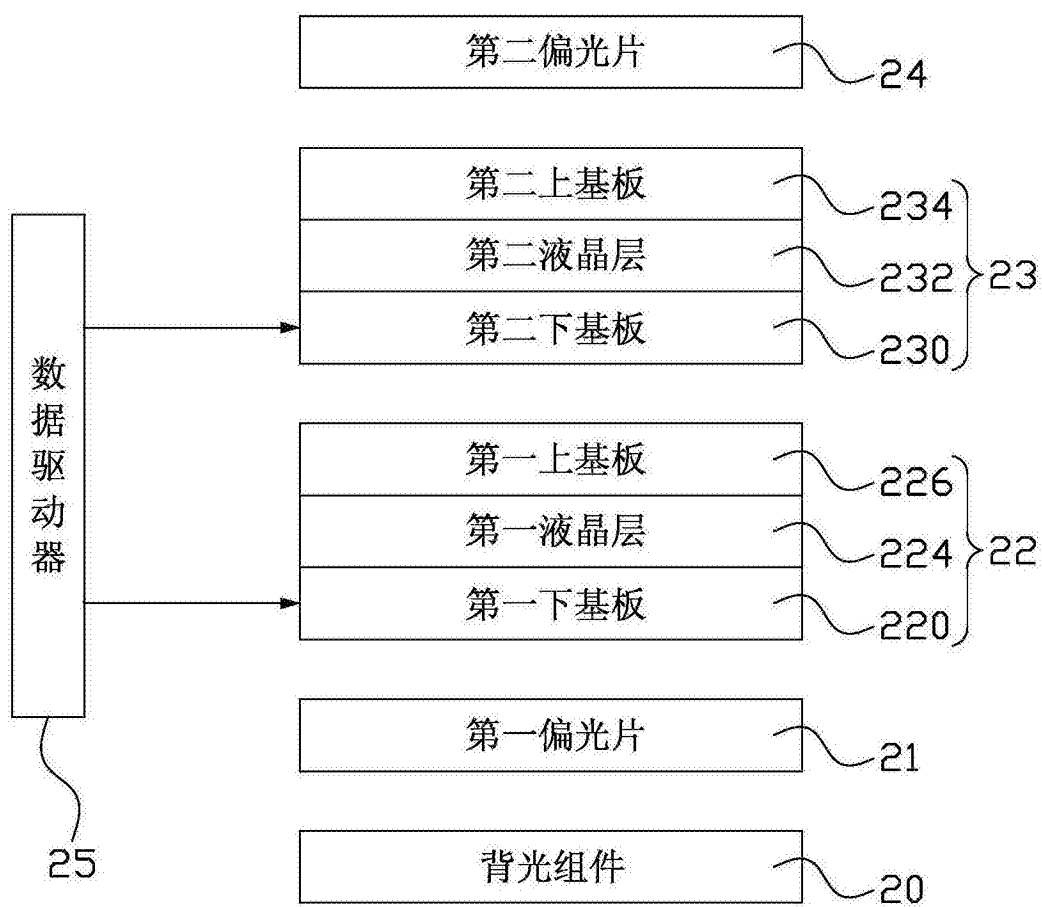 第二偏光片
24
第二上基板
234
第二液晶层
232
23
第二下基板
230
数据驱动器
第一上基板
226
第一液晶层
224
22
第一下基板
220
第一偏光片
21
25
背光组件
20